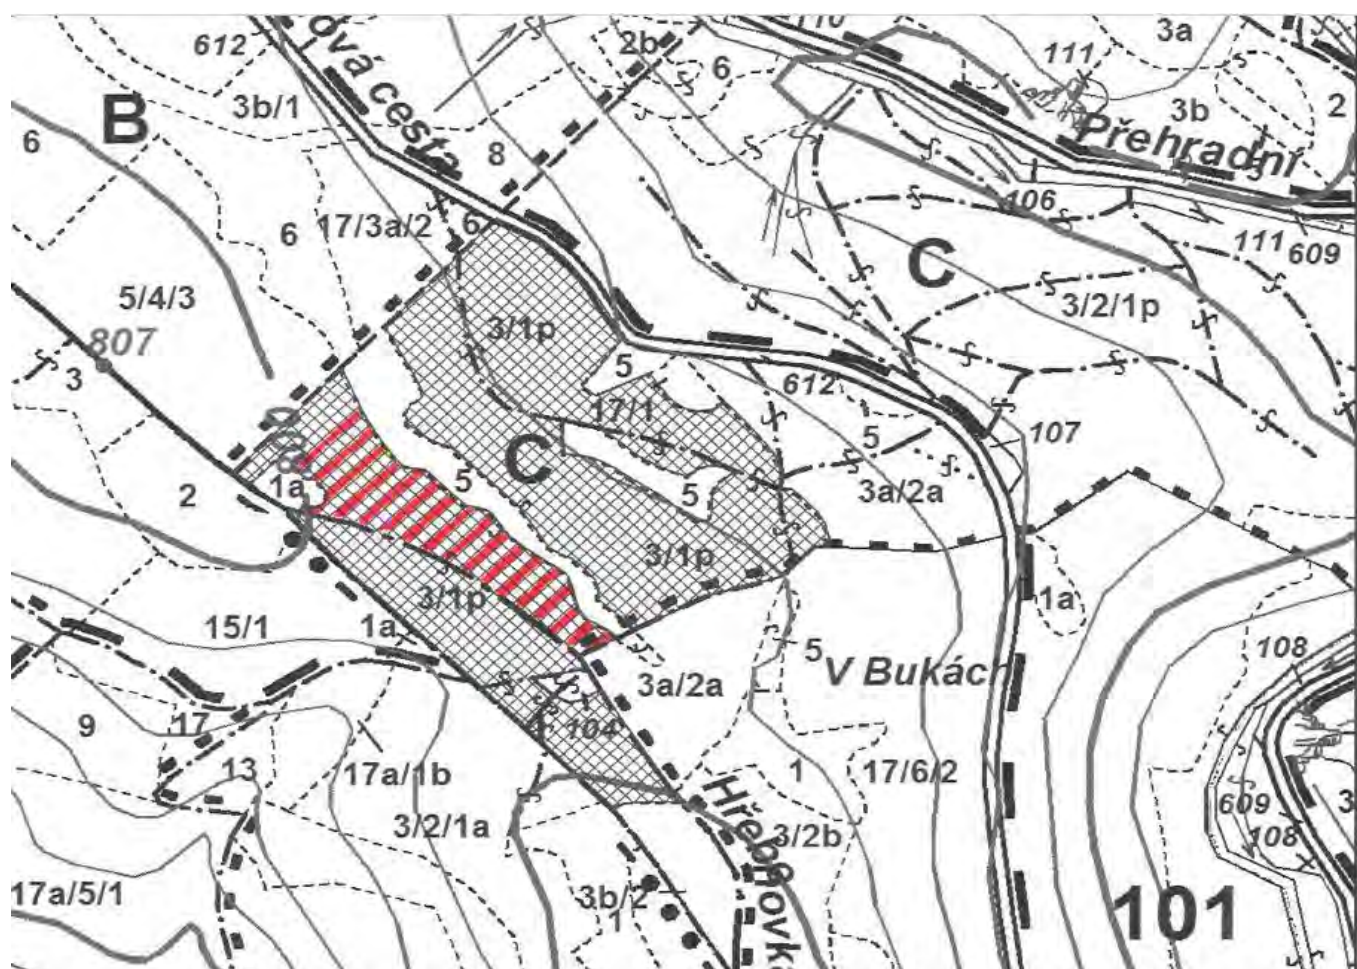 612
ová cesta
2b
6
111
3a
3b/1
B
6
3b
2
8
Přehradní
6
17/3a/2
6
106
111
609
C
5/4/3
807
3/1p
3/2/1p
3
5
612
17/1
107
C
5
5
1a
5
3a/2a
2
3/1p
3/1p
1a
15/1
1a
108
5
V Bukách
3a/2a
9
17
104
13
17a/1b
1
17/6/2
609
3
3/2/1a
3/2b
108
Hřebenovka
17a/5/1
3b/2
1
101